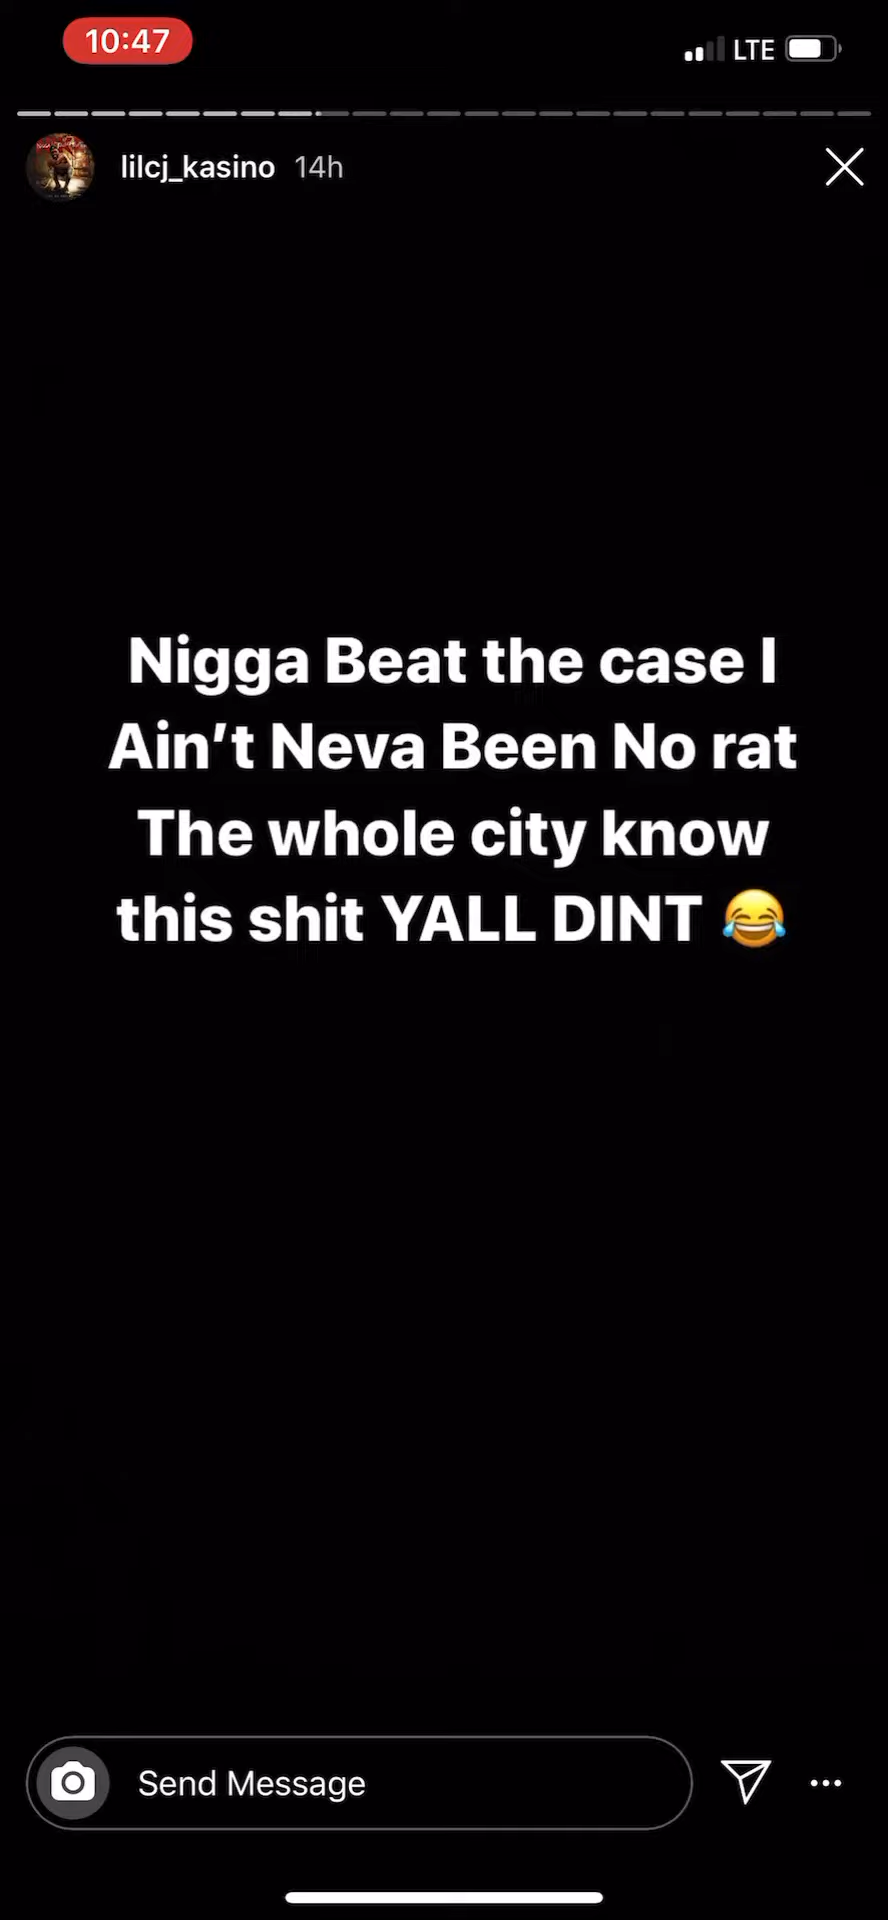 10:47
LTE
lilcj_kasino 14h
Nigga Beat the case I
Ain’t Neva Been No rat
The whole city know
this shit YALL DINT 😂
Send Message